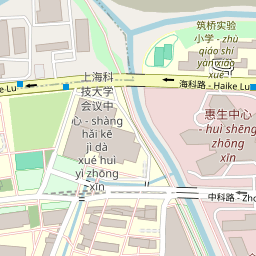 筑桥实验
小学 - zhù
qiáo shí
yànxiǎo
xué
海科路 - Haike Lu
ke Lu
上海科
技大学
会议中
心 - shàng
hǎi kē
jì dà
xué huì
yì zhōng
xīn
惠生中心
- huì shēng
zhōng
xīn
中科路 - Zho